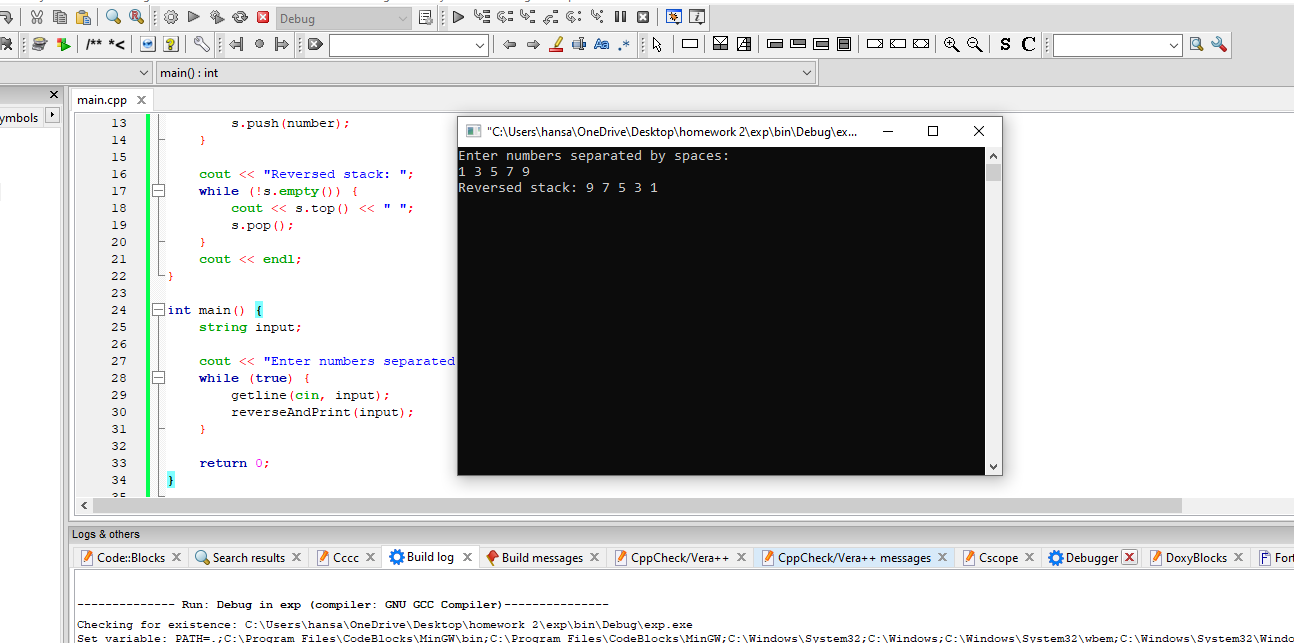 Debug
/** *<
Aa .*
S C
main() : int
ymbols
main.cpp
13 s.push(number);
14 }
15
16 cout << "Reversed stack: ";
17 while (!s.empty()) {
18 cout << s.top() << " ";
19 s.pop();
20 }
21 cout << endl;
22 }
23
24 int main() {
25 string input;
26
27 cout << "Enter numbers separated
28 while (true) {
29 getline(cin, input);
30 reverseAndPrint(input);
31 }
32
33 return 0;
34 }
35
"C:\Users\hansa\OneDrive\Desktop\homework 2\exp\bin\Debug\ex...
Enter numbers separated by spaces:
1 3 5 7 9
Reversed stack: 9 7 5 3 1
Logs & others
Code::Blocks Search results Cccc Build log Build messages CppCheck/Vera++ CppCheck/Vera++ messages Cscope Debugger DoxyBlocks Fort
-------------- Run: Debug in exp (compiler: GNU GCC Compiler)---------------
Checking for existence: C:\Users\hansa\OneDrive\Desktop\homework 2\exp\bin\Debug\exp.exe
Set variable: PATH=.;C:\Program Files\CodeBlocks\MinGW\bin;C:\Program Files\CodeBlocks\MinGW;C:\Windows\System32;C:\Windows;C:\Windows\System32\wbem;C:\Windows\System32\Windo